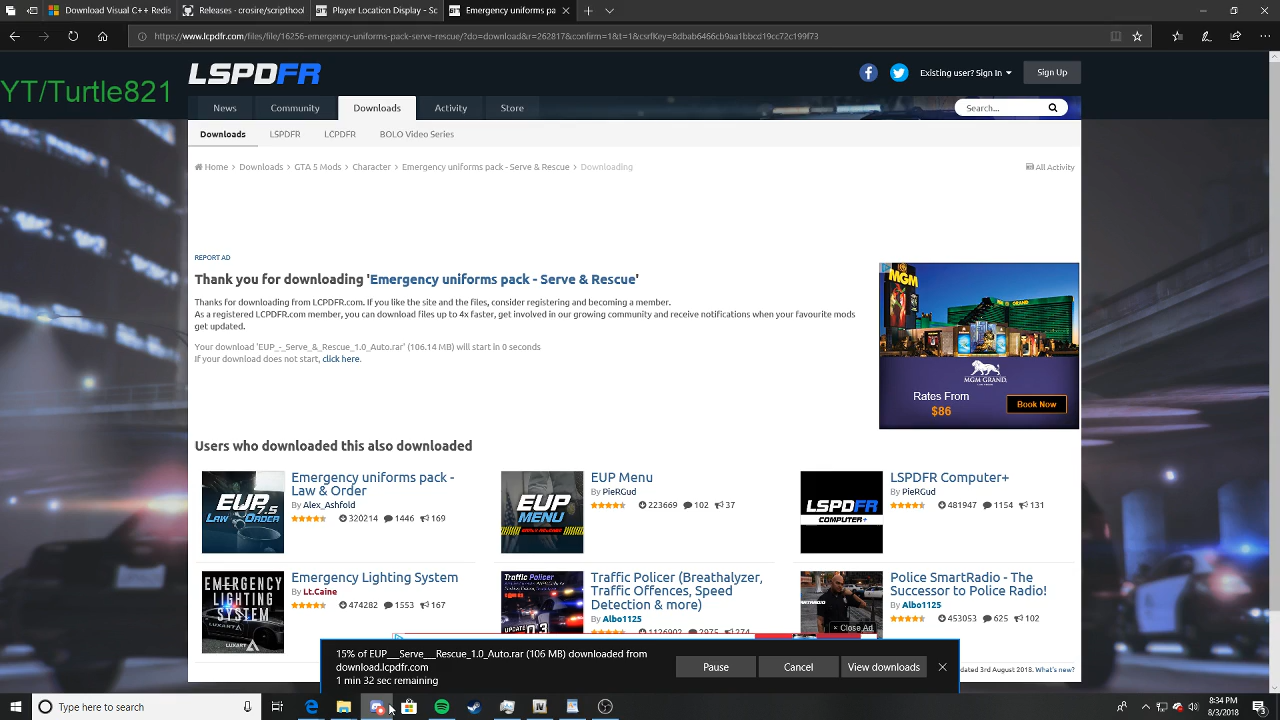 Download Visual C++ Redis
Crosire/scripthookvdotnet
Player Display - Sc
Emergency uniforms pa
https://www.lcpdfr.com/files/file/16256-emergency-uniforms-pack-serve-rescue/?do=download&r=262817&confirm=1&t=1&csrfKey=8dbab6466cb9aa1bbcd19cc72c199f73
YT/Turtle821
LSPDFR
Existing user? Sign In
Sign Up
News
Community
Downloads
Activity
Store
Search...
Downloads
LSPDFR
LCPDFR
BOLO Video Series
Home > Downloads > GTA 5 Mods > Character > Emergency uniforms pack - Serve & Rescue > Downloading
All Activity
REPORT AD
Thank you for downloading 'Emergency uniforms pack - Serve & Rescue'
Thanks for downloading from LCPDFR.com. If you like the site and the files, consider registering and becoming a member.
As a registered LCPDFR.com member, you can download files up to 4x faster, get involved in our growing community and receive notifications when your favourite mods
get updated.
Your download 'EUP_-_Serve_&_Rescue_1.0_Auto.rar' (106.14 MB) will start in 0 seconds
If your download does not start, click here.
MGM
MGM GRAND.
Rates From
$86
Book Now
Users who downloaded this also downloaded
EUP
LAW & ORDER
Emergency uniforms pack -
Law & Order
By Alex_Ashfold
320214 1446 169
EUP
MENU
EUP Menu
By PieRGud
223669 102 37
LSPDFR
COMPUTER+
LSPDFR Computer+
By PieRGud
481947 1154 131
EMERGENCY
LIGHTING
SYSTEM
Emergency Lighting System
By Lt.Caine
474282 1553 167
Traffic Policer
UPDATE
Traffic Policer (Breathalyzer,
Traffic Offences, Speed
Detection & more)
By Albo1125
1126902 2975 274
Police SmartRadio - The
Successor to Police Radio!
By Albo1125
453053 625 102
× Close Ad
15% of EUP___Serve___Rescue_1.0_Auto.rar (106 MB) downloaded from
download.lcpdfr.com
1 min 32 sec remaining
Pause
Cancel
View downloads
dated 3rd August 2018. What's new?
Type here to search
8:34 PM
8/3/2018